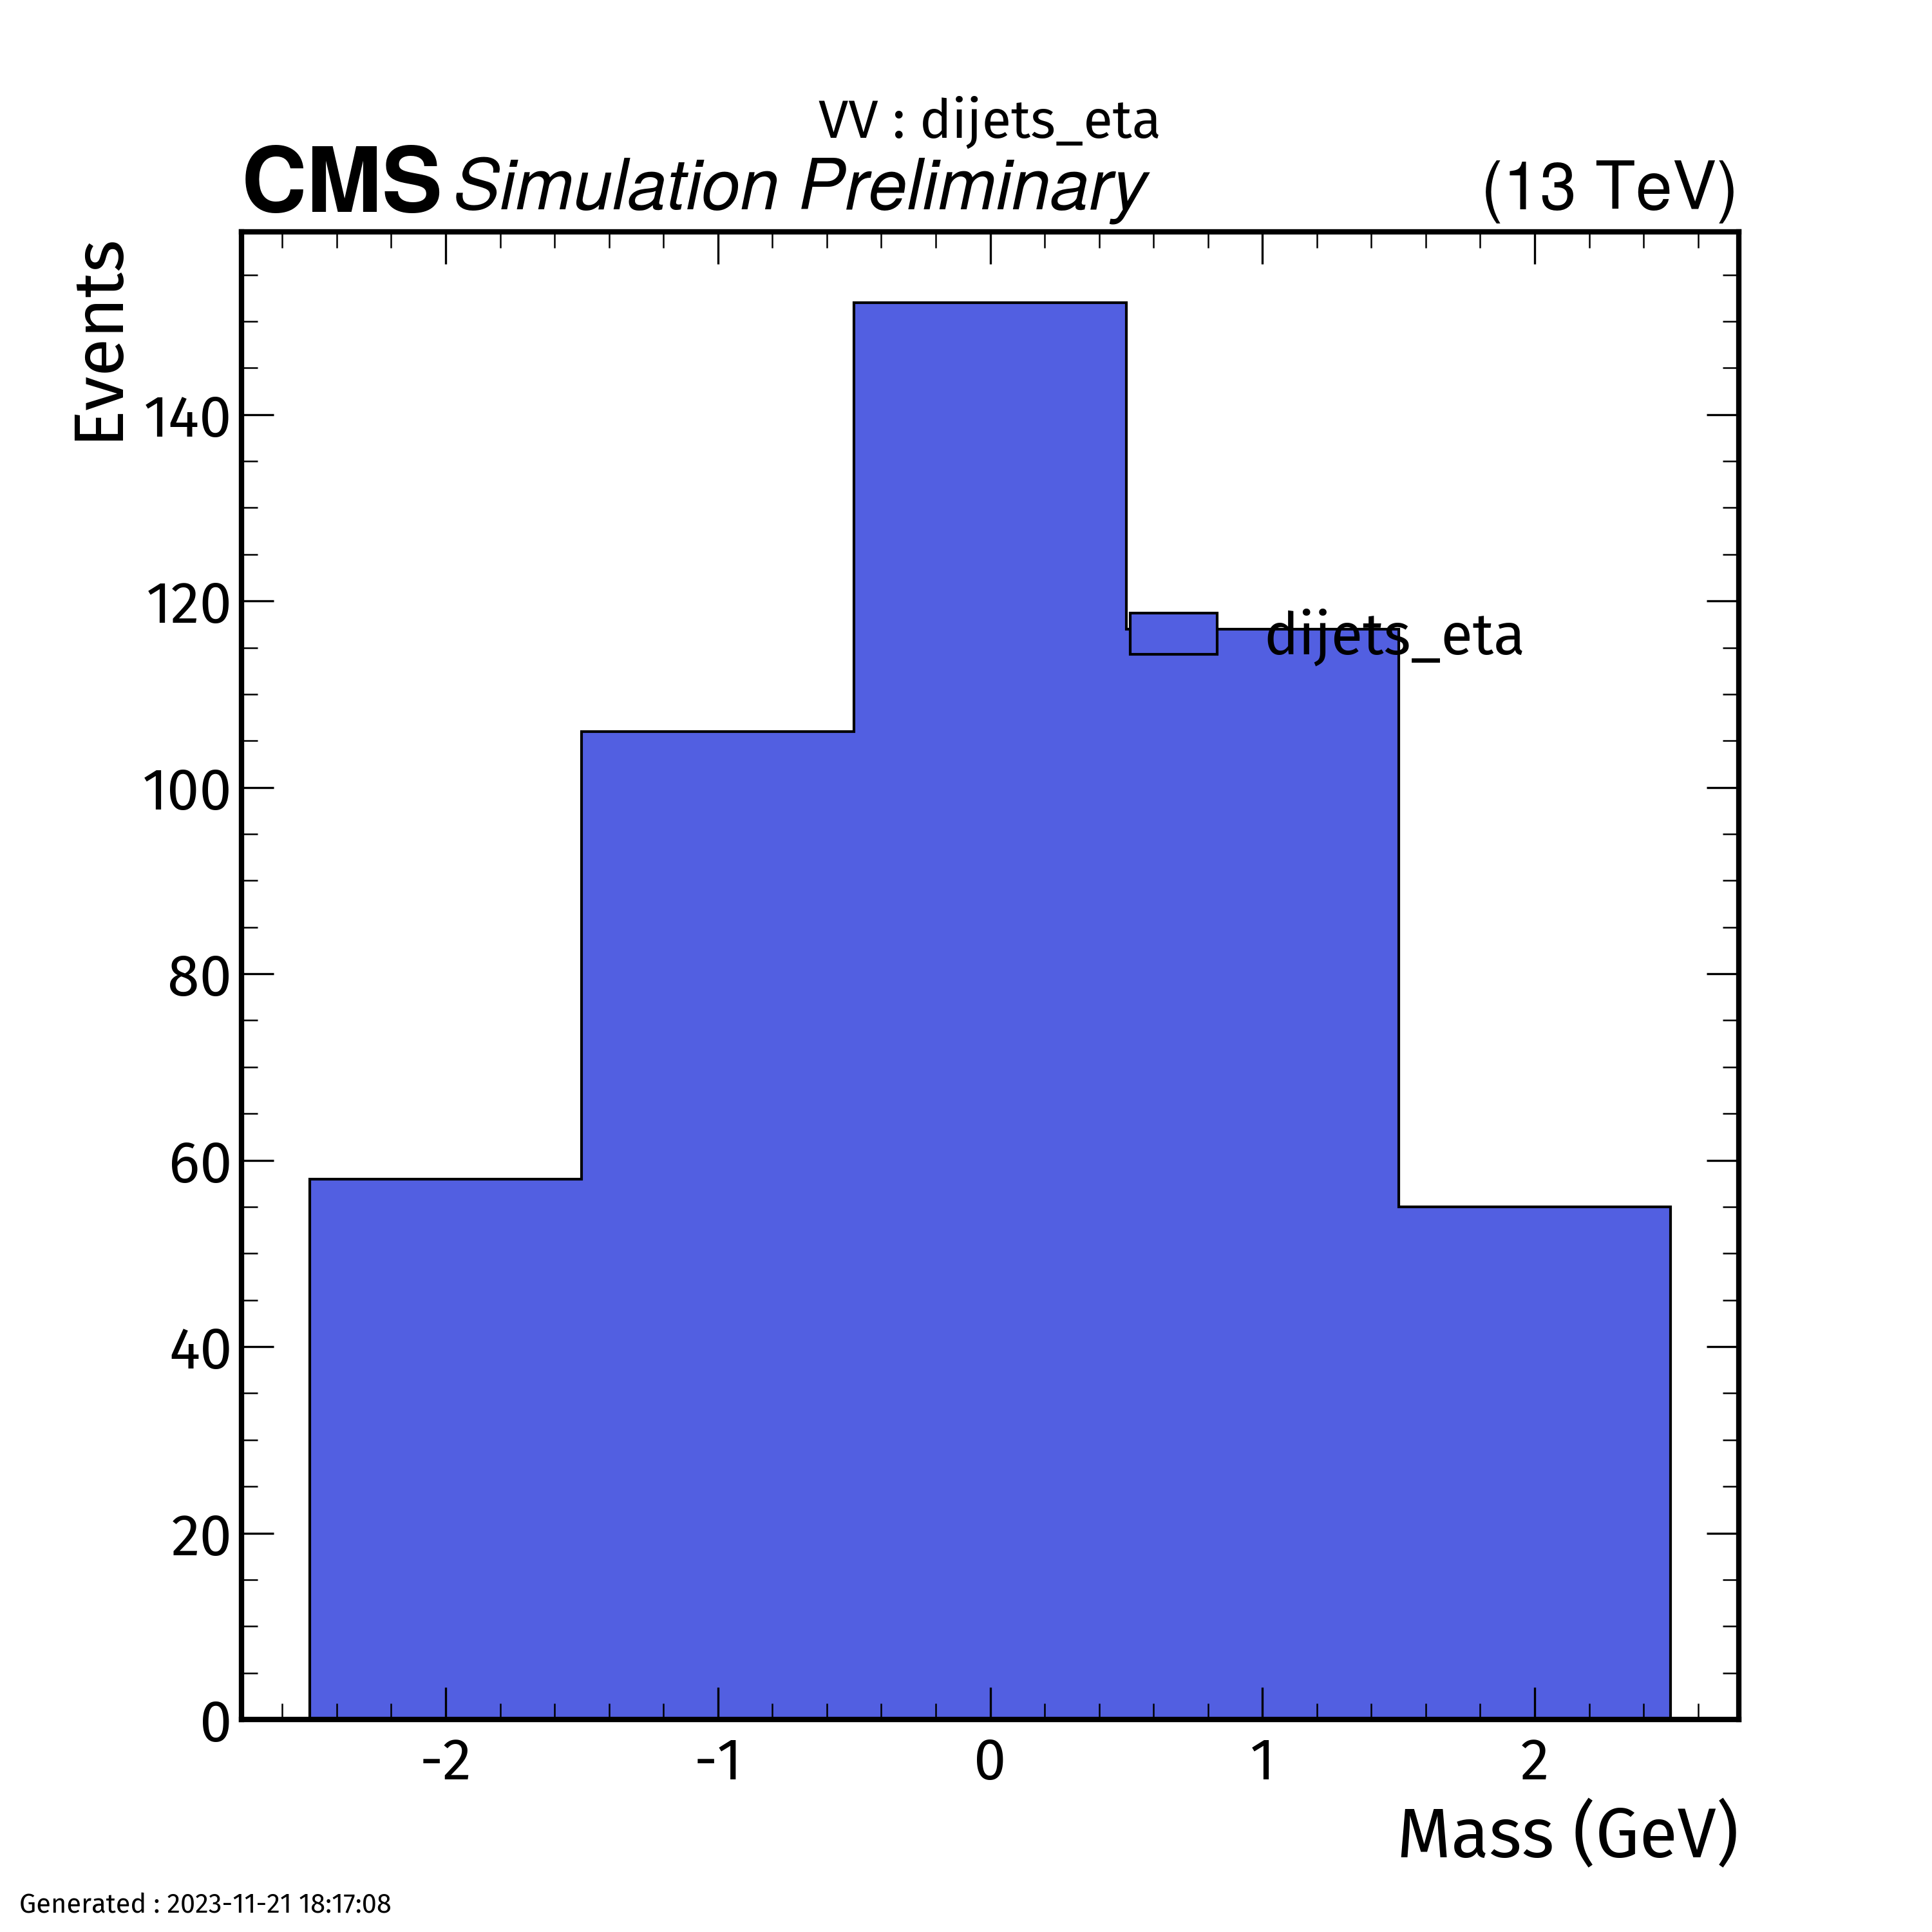 VV : dijets_eta
CMS Simulation Preliminary (13 TeV)
Events
140
120
100
80
60
40
20
0
dijets_eta
-2 -1 0 1 2
Mass (GeV)
Generated : 2023-11-21 18:17:08